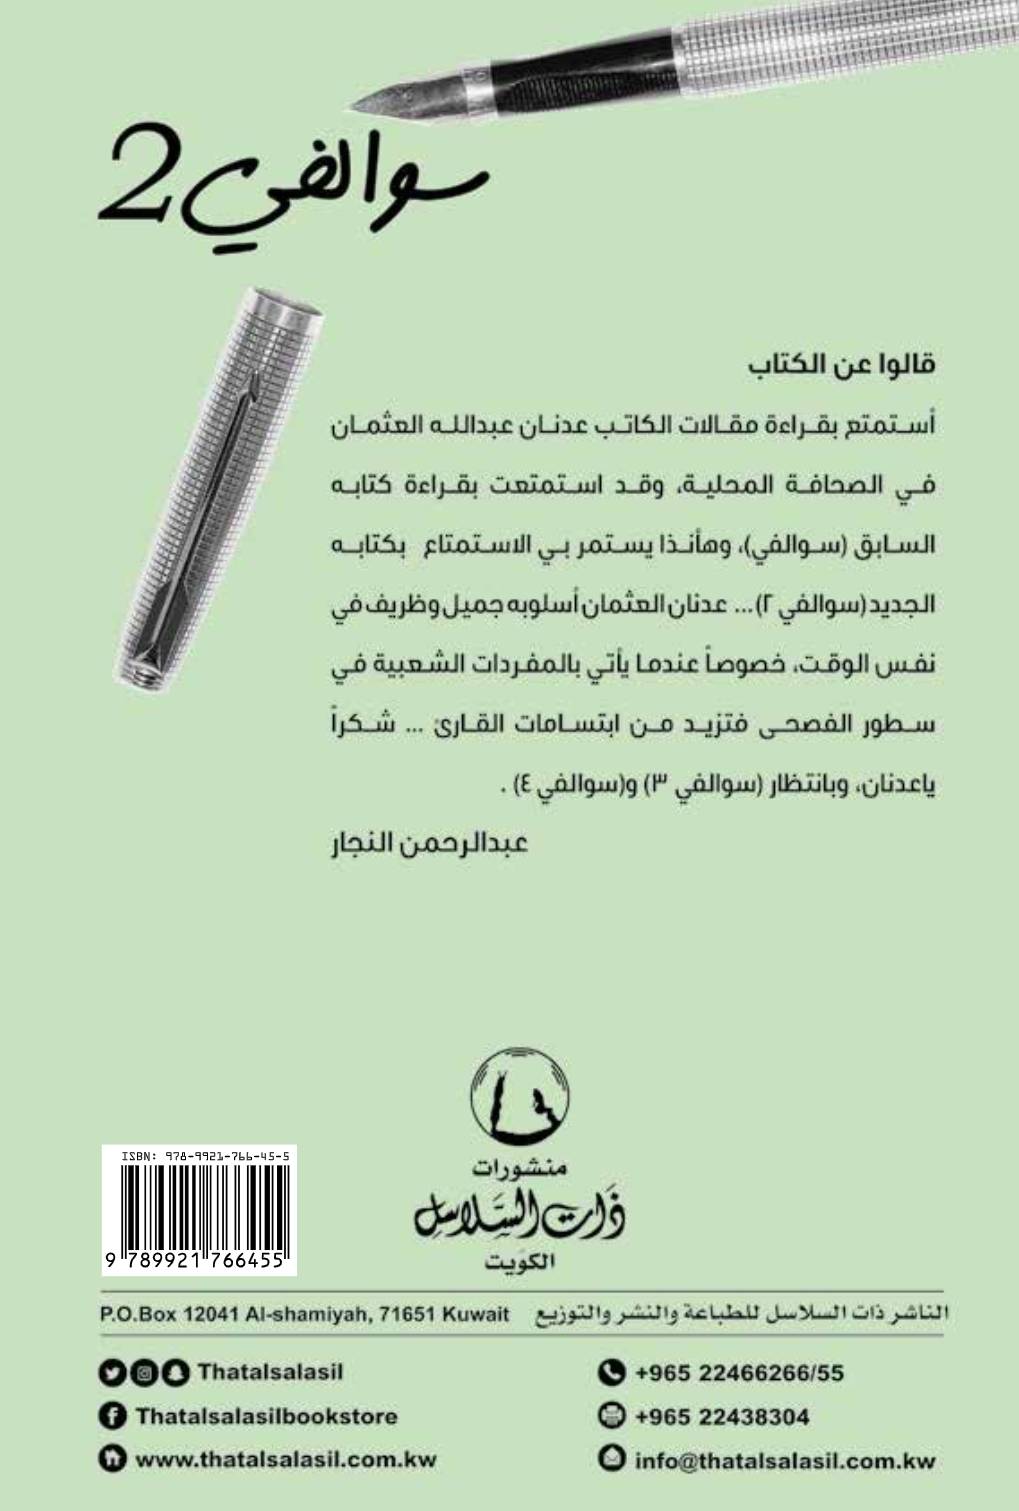 سوالفي 2
قالوا عن الكتاب
أستمتع بقراءة مقالات الكاتب عدنان عبدالله العثمان
في الصحافة المحلية، وقد استمتعت بقراءة كتابه
السابق (سوالفي)، وهأنذا يستمر بي الاستمتاع بكتابه
الجديد (سوالفي ٢)... عدنان العثمان أسلوبه جميل وظريف في
نفس الوقت، خصوصاً عندما يأتي بالمفردات الشعبية في
سطور الفصحى فتزيد من ابتسامات القارئ ... شكراً
ياعدنان، وبانتظار (سوالفي ٣) و(سوالفي ٤) .
عبدالرحمن النجار
منشورات
ذَات السَّلاسِل
الكويت
ISBN: 978-9921-766-45-5
9 789921 766455
الناشر ذات السلاسل للطباعة والنشر والتوزيع P.O.Box 12041 Al-shamiyah, 71651 Kuwait
Thatalsalasil
+965 22466266/55
Thatalsalasilbookstore
+965 22438304
www.thatalsalasil.com.kw
info@thatalsalasil.com.kw